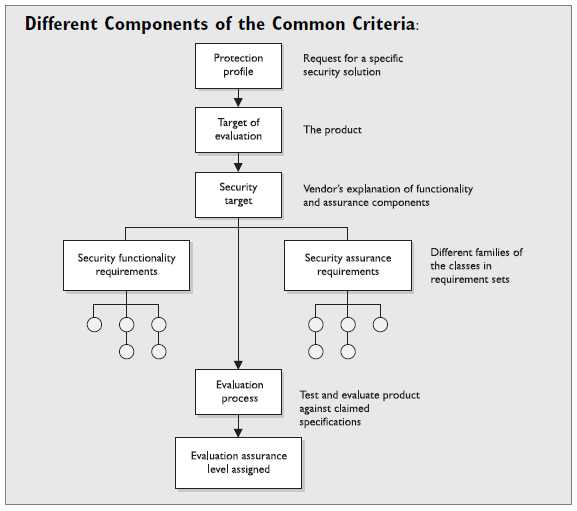 Different Components of the Common Criteria:
Protection
profile
Request for a specific
security solution
Target of
evaluation
The product
Security
target
Vendor's explanation of functionality
and assurance components
Security functionality
requirements
Security assurance
requirements
Different families of
the classes in
requirement sets
Evaluation
process
Test and evaluate product
against claimed
specifications
Evaluation assurance
level assigned